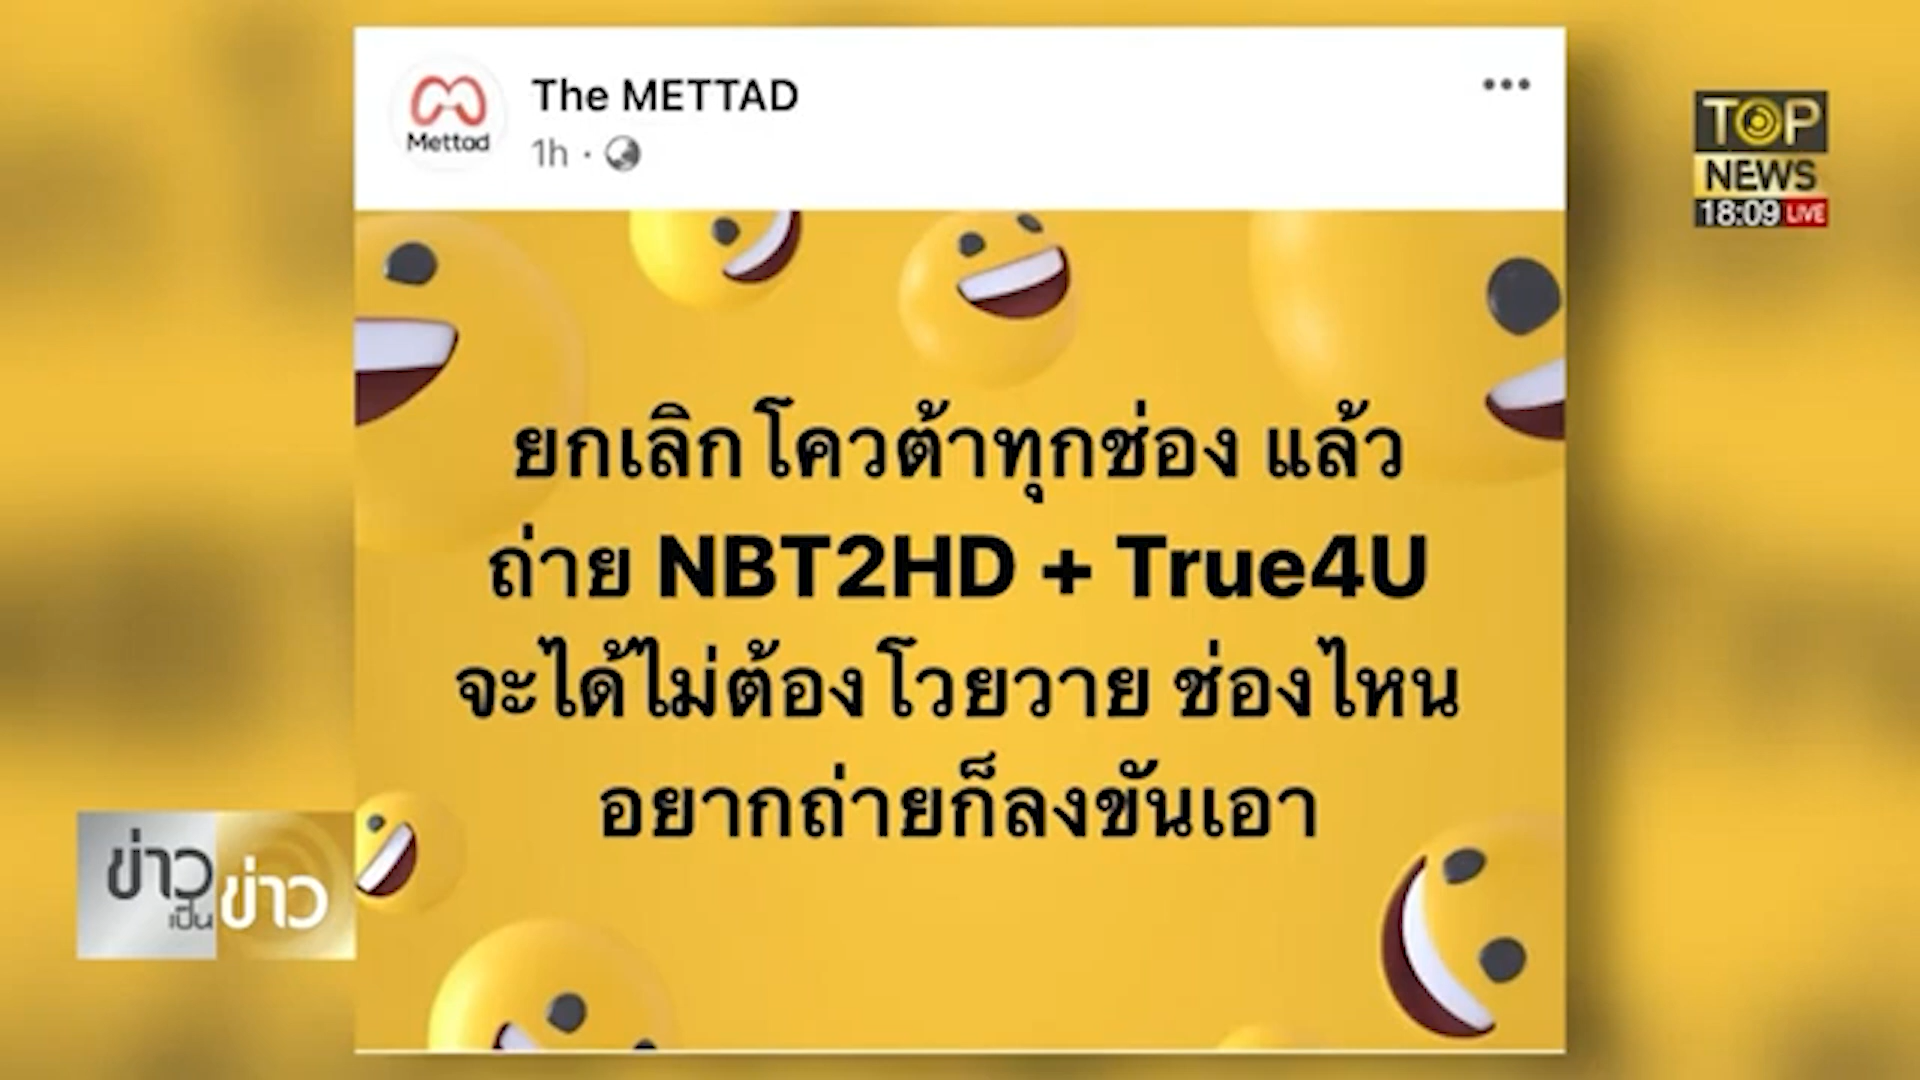 The METTAD
Mettad
1h
TOP
NEWS
18:09 LIVE
ยกเลิกโควต้าทุกช่อง แล้ว
ถ่าย NBT2HD + True4U
จะได้ไม่ต้องโวยวาย ช่องไหน
อยากถ่ายก็ลงขันเอา
ข่าว
เป็น
ข่าว